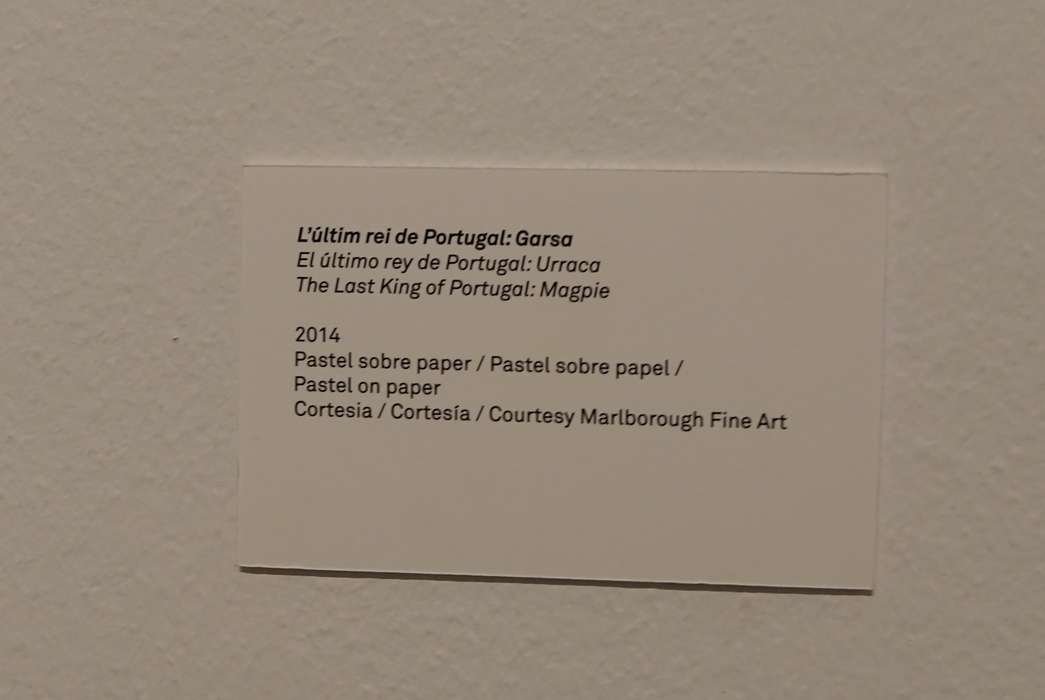 L'últim rei de Portugal: Garsa
El último rey de Portugal: Urraca
The Last King of Portugal: Magpie
2014
Pastel sobre paper / Pastel sobre papel /
Pastel on paper
Cortesia / Cortesía / Courtesy Marlborough Fine Art